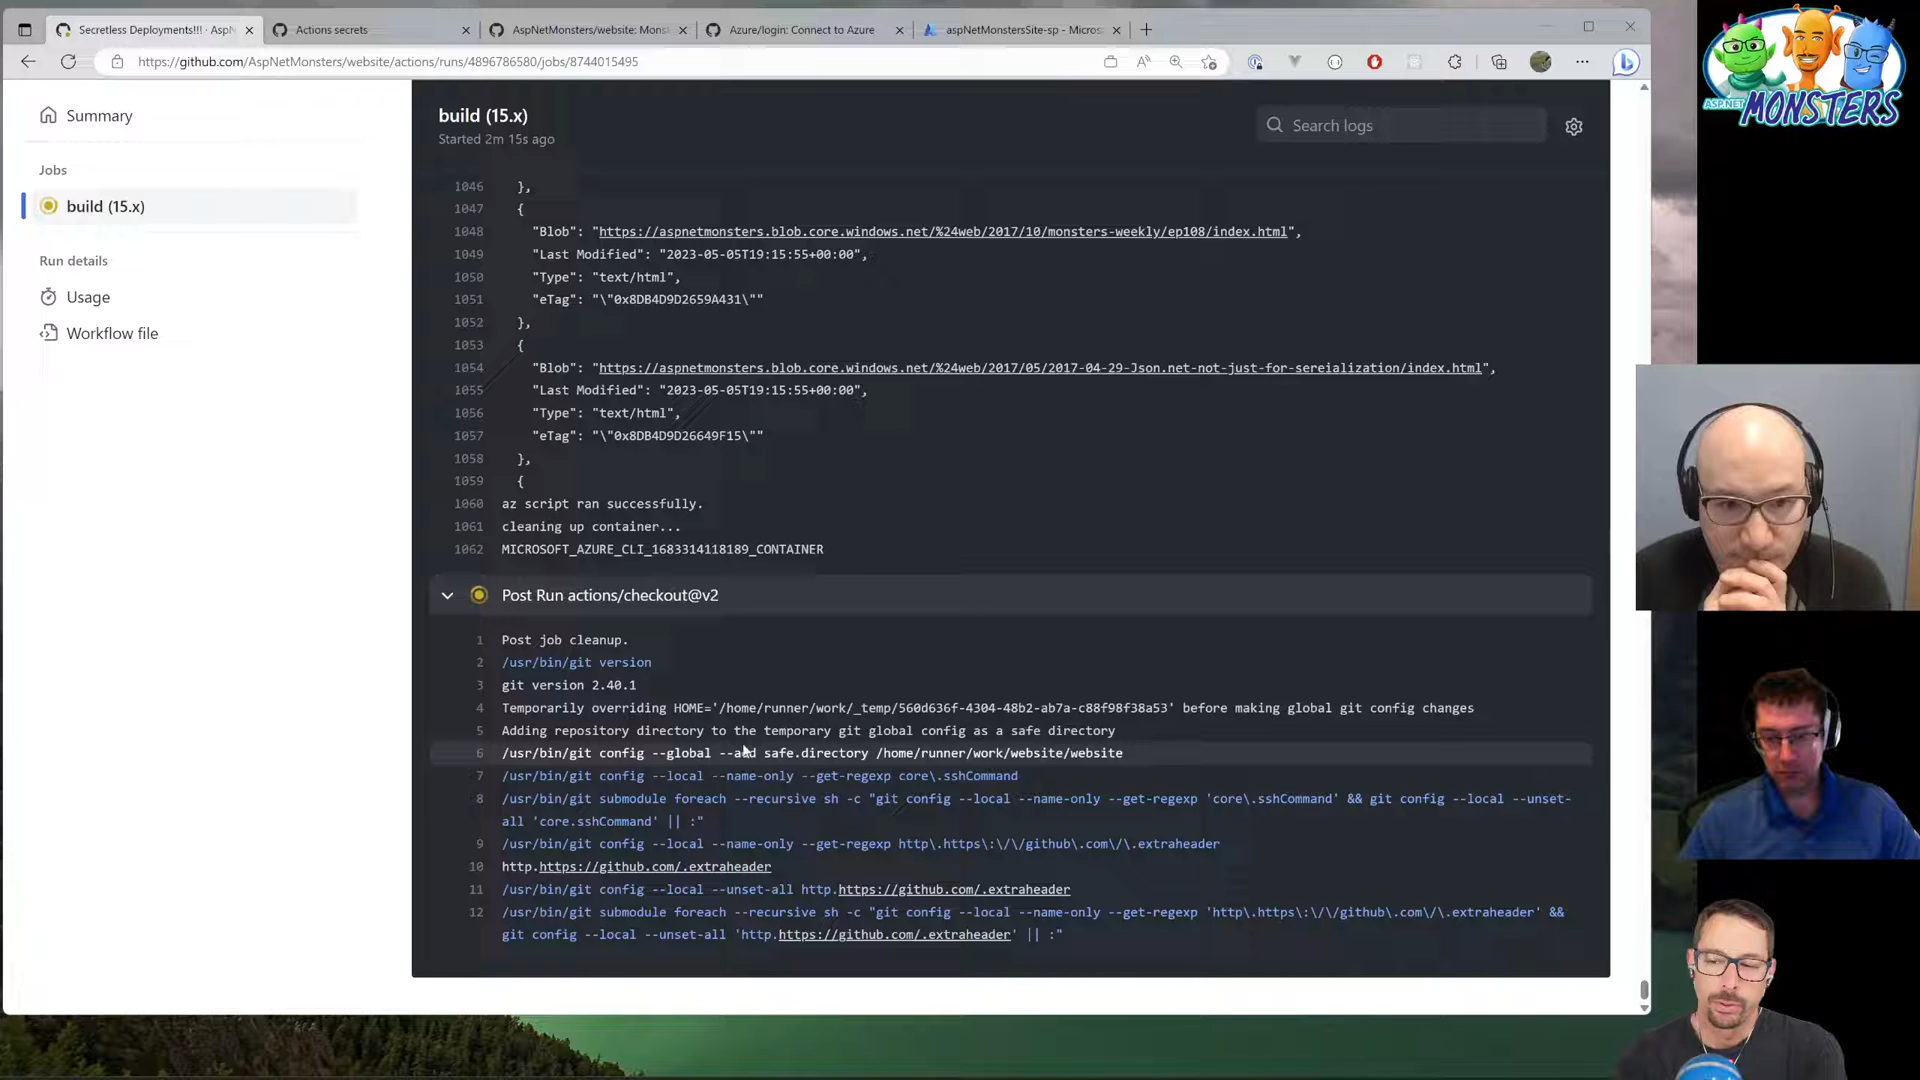 Secretless Deployments!!! · AspN
Actions secrets
AspNetMonsters/website: Monst
Azure/login: Connect to Azure
aspNetMonstersSite-sp - Micros
https://github.com/AspNetMonsters/website/actions/runs/4896786580/jobs/8744015495
ASP.NET
MONSTERS
Summary
Jobs
build (15.x)
Run details
Usage
Workflow file
build (15.x)
Started 2m 15s ago
Search logs
1046 },
1047 {
1048 "Blob": "https://aspnetmonsters.blob.core.windows.net/%24web/2017/10/monsters-weekly/ep108/index.html",
1049 "Last Modified": "2023-05-05T19:15:55+00:00",
1050 "Type": "text/html",
1051 "eTag": "\"0x8DB4D9D2659A431\""
1052 },
1053 {
1054 "Blob": "https://aspnetmonsters.blob.core.windows.net/%24web/2017/05/2017-04-29-Json.net-not-just-for-sereialization/index.html",
1055 "Last Modified": "2023-05-05T19:15:55+00:00",
1056 "Type": "text/html",
1057 "eTag": "\"0x8DB4D9D26649F15\""
1058 },
1059 {
1060 az script ran successfully.
1061 cleaning up container...
1062 MICROSOFT_AZURE_CLI_1683314118189_CONTAINER
Post Run actions/checkout@v2
1 Post job cleanup.
2 /usr/bin/git version
3 git version 2.40.1
4 Temporarily overriding HOME='/home/runner/work/_temp/560d636f-4304-48b2-ab7a-c88f98f38a53' before making global git config changes
5 Adding repository directory to the temporary git global config as a safe directory
6 /usr/bin/git config --global --add safe.directory /home/runner/work/website/website
7 /usr/bin/git config --local --name-only --get-regexp core\.sshCommand
8 /usr/bin/git submodule foreach --recursive sh -c "git config --local --name-only --get-regexp 'core\.sshCommand' && git config --local --unset-
all 'core.sshCommand' || :"
9 /usr/bin/git config --local --name-only --get-regexp http\.https\:\/\/github\.com\/\.extraheader
10 http.https://github.com/.extraheader
11 /usr/bin/git config --local --unset-all http.https://github.com/.extraheader
12 /usr/bin/git submodule foreach --recursive sh -c "git config --local --name-only --get-regexp 'http\.https\:\/\/github\.com\/\.extraheader' &&
git config --local --unset-all 'http.https://github.com/.extraheader' || :"